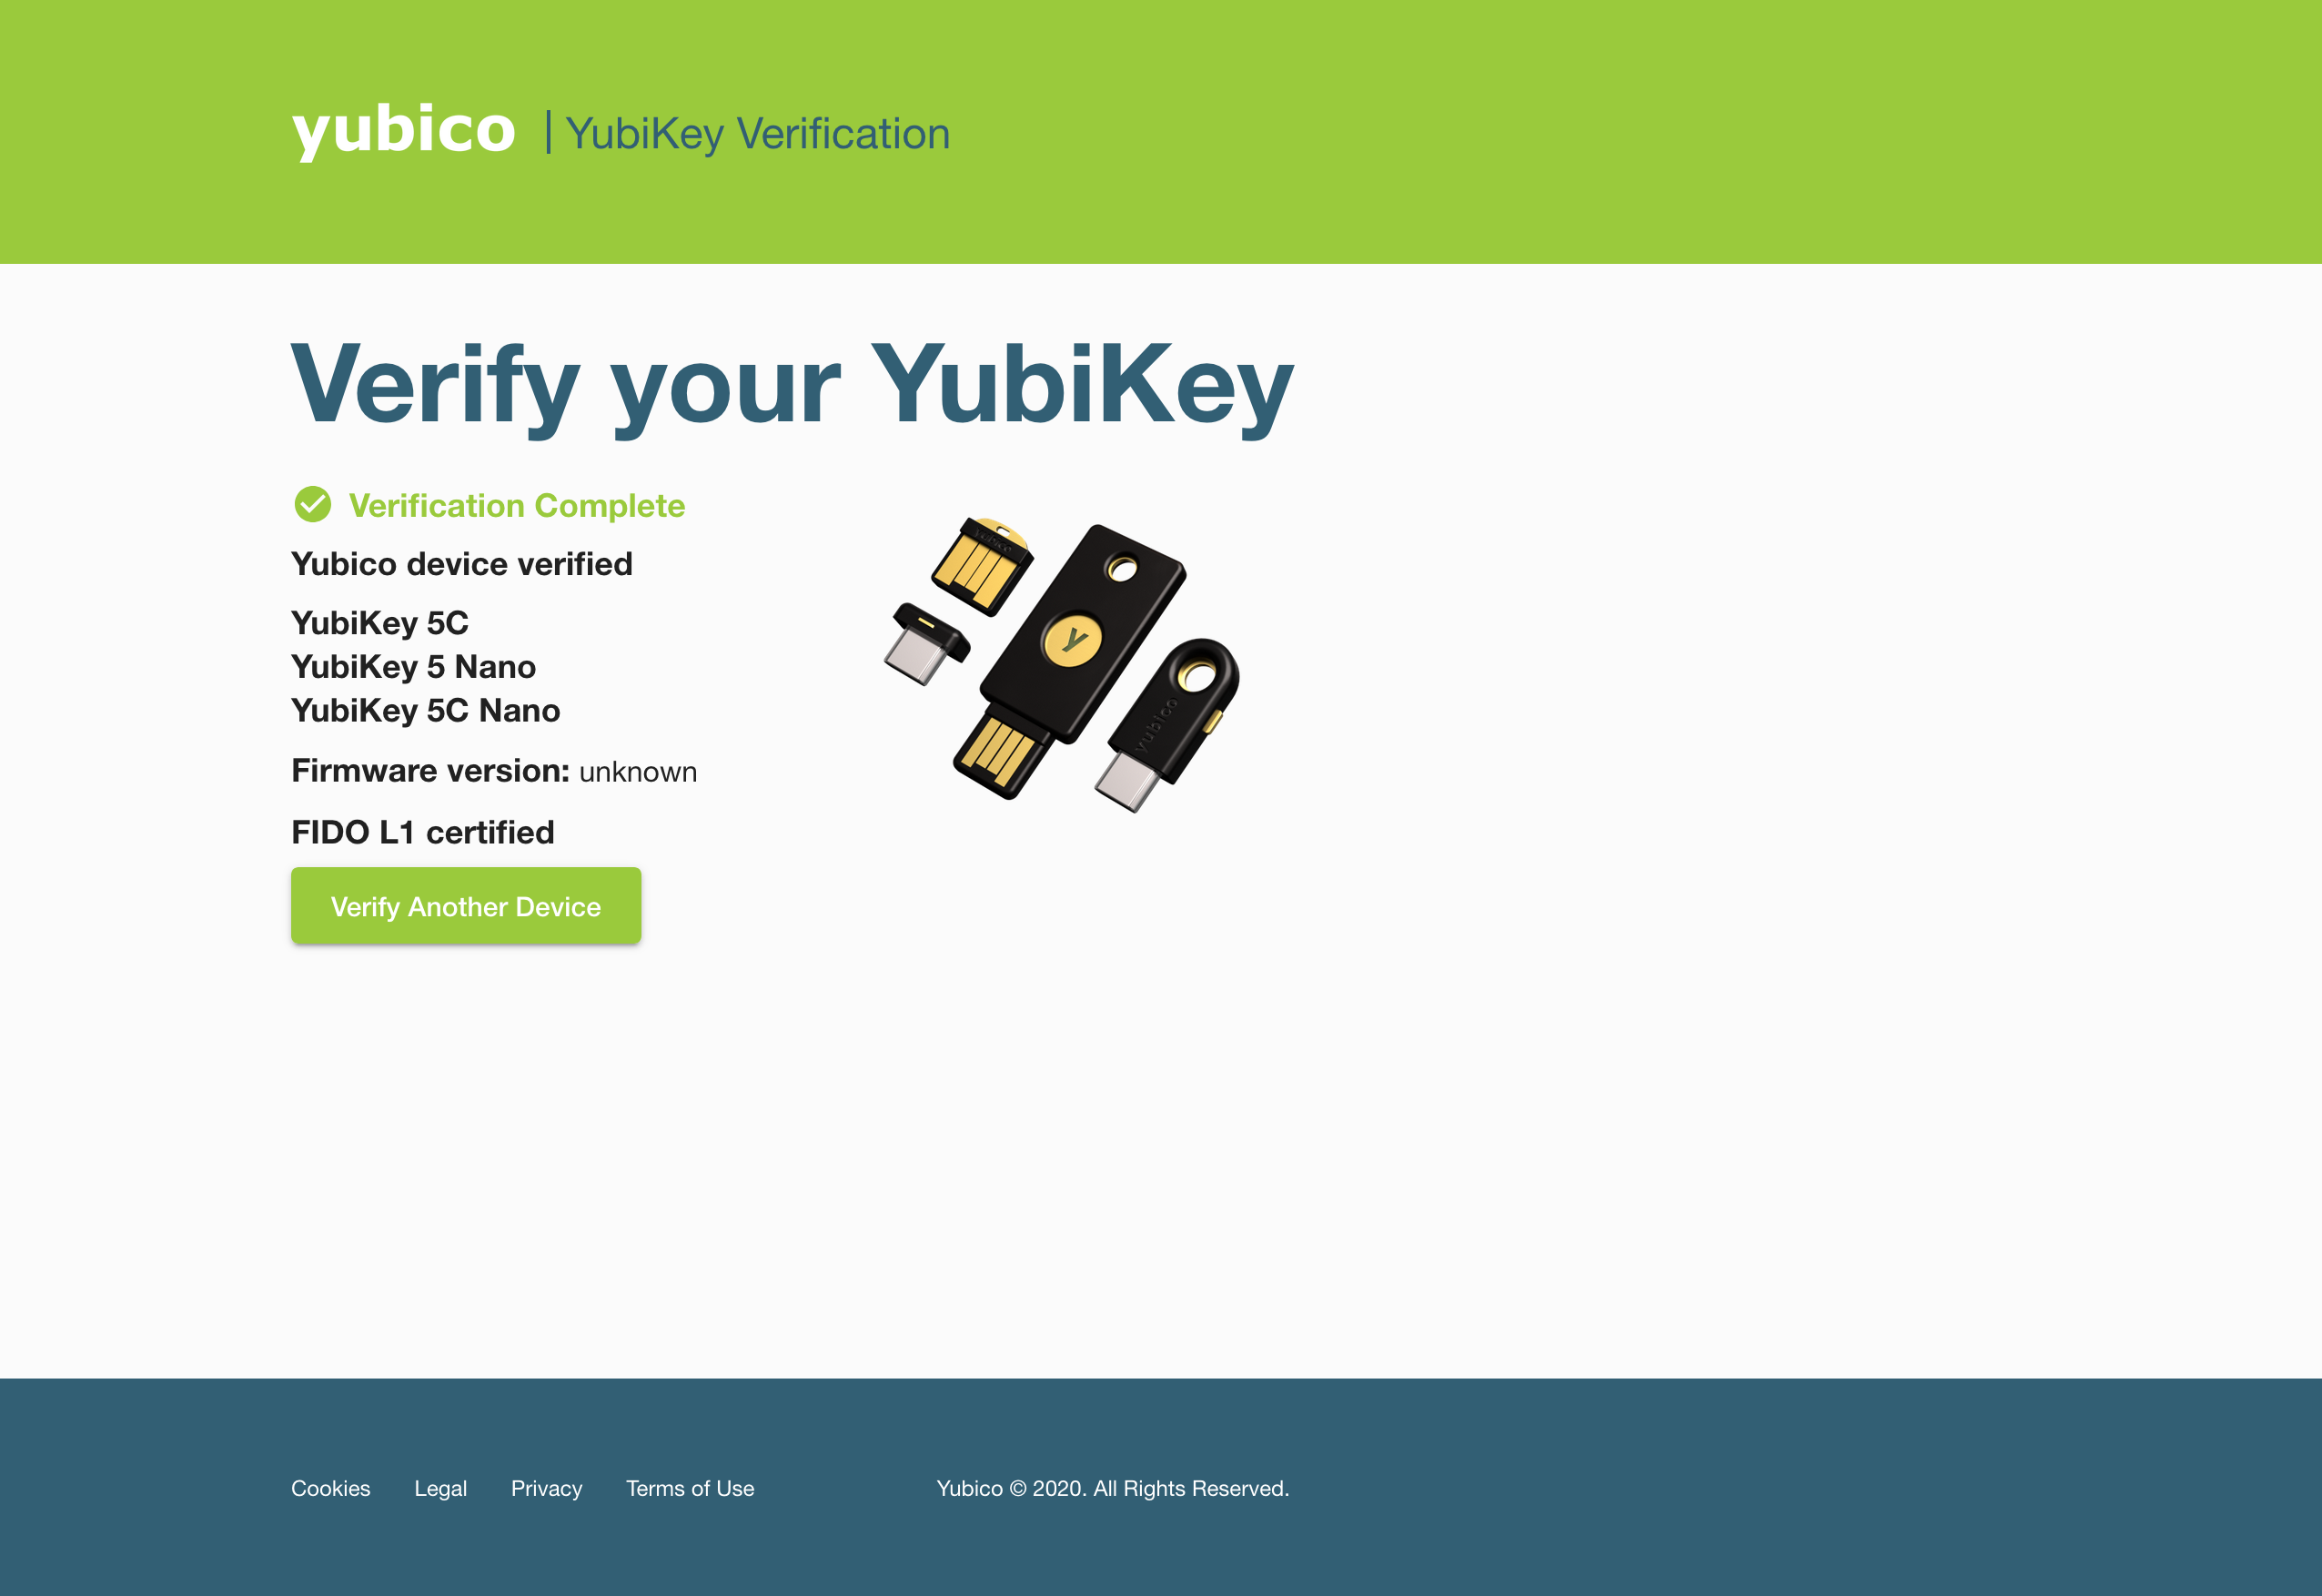 yubico | YubiKey Verification
Verify your YubiKey
Verification Complete
Yubico device verified
YubiKey 5C
YubiKey 5 Nano
YubiKey 5C Nano
Firmware version: unknown
FIDO L1 certified
Verify Another Device
yubico
y
yubico
Cookies Legal Privacy Terms of Use Yubico © 2020. All Rights Reserved.